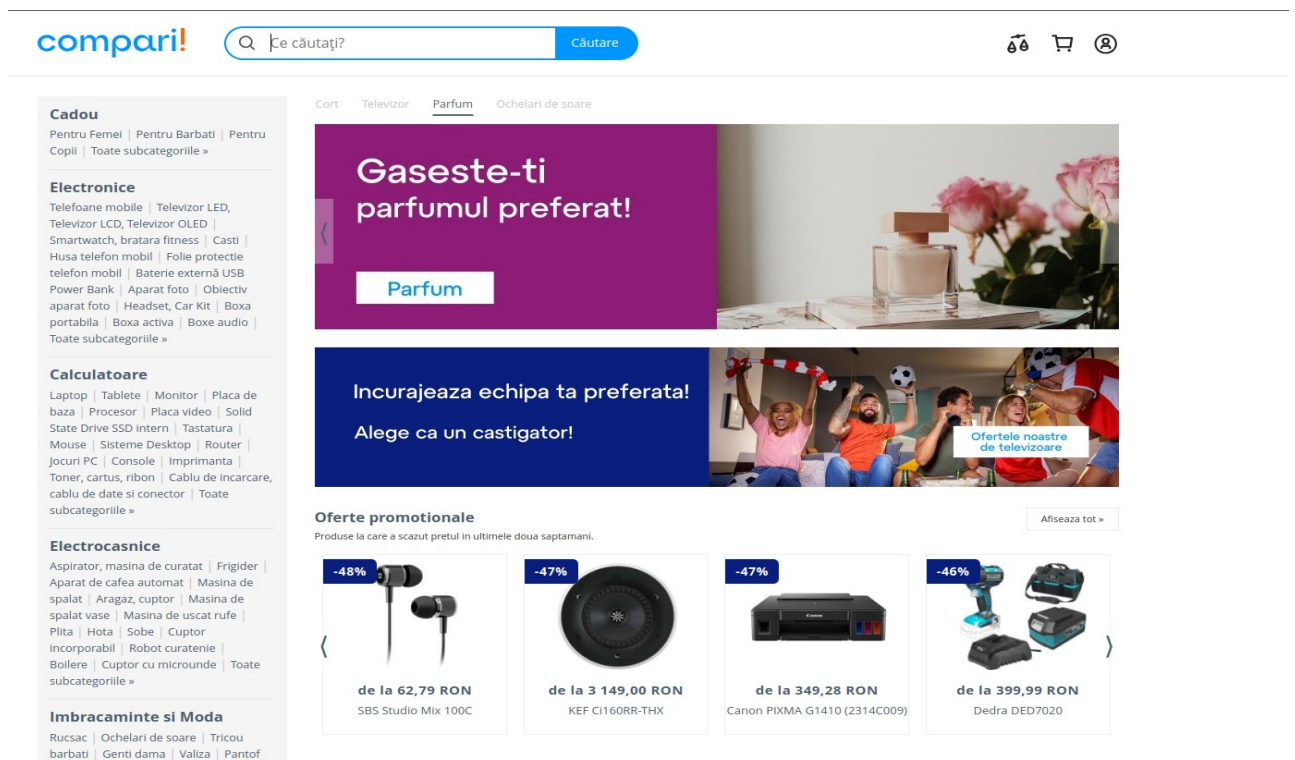 compari!
Ce căutați?
Căutare
Cadou
Pentru Femei | Pentru Barbati | Pentru
Copii | Toate subcategoriile »
Electronice
Telefoane mobile | Televizor LED,
Televizor LCD, Televizor OLED |
Smartwatch, bratara fitness | Casti |
Husa telefon mobil | Folie protectie
telefon mobil | Baterie externă USB
Power Bank | Aparat foto | Obiectiv
aparat foto | Headset, Car Kit | Boxa
portabila | Boxa activa | Boxe audio |
Toate subcategoriile »
Calculatoare
Laptop | Tablete | Monitor | Placa de
baza | Procesor | Placa video | Solid
State Drive SSD intern | Tastatura |
Mouse | Sisteme Desktop | Router |
Jocuri PC | Console | Imprimanta |
Toner, cartus, ribon | Cablu de incarcare,
cablu de date si conector | Toate
subcategoriile »
Electrocasnice
Aspirator, masina de curatat | Frigider |
Aparat de cafea automat | Masina de
spalat | Aragaz, cuptor | Masina de
spalat vase | Masina de uscat rufe |
Plita | Hota | Sobe | Cuptor
incorporabil | Robot curatenie |
Boilere | Cuptor cu microunde | Toate
subcategoriile »
Imbracaminte si Moda
Rucsac | Ochelari de soare | Tricou
barbati | Genti dama | Valiza | Pantof
Cort Televizor Parfum Ochelari de soare
Gaseste-ti
parfumul preferat!
Parfum
Incurajeaza echipa ta preferata!
Alege ca un castigator!
Ofertele noastre
de televizoare
Oferte promotionale
Afiseaza tot »
Produse la care a scazut pretul in ultimele doua saptamani.
-48%
de la 62,79 RON
SBS Studio Mix 100C
-47%
de la 3 149,00 RON
KEF Ci160RR-THX
-47%
Canon
de la 349,28 RON
Canon PIXMA G1410 (2314C009)
-46%
de la 399,99 RON
Dedra DED7020